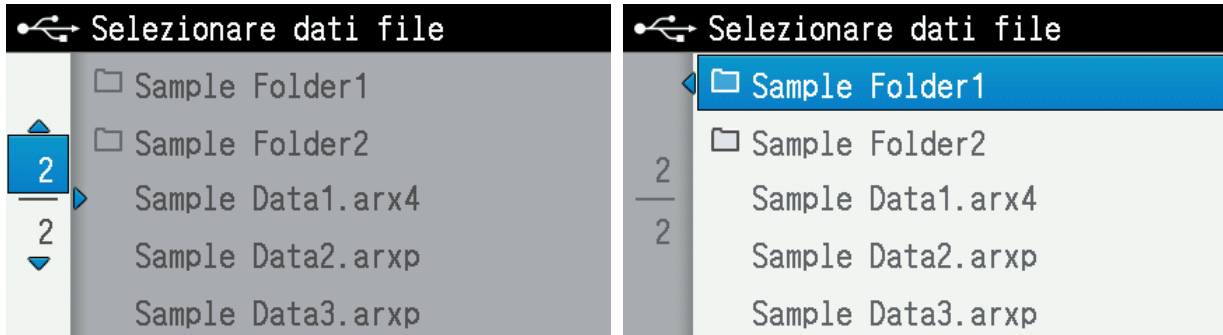 Selezionare dati file
Sample Folder1
Sample Folder2
2
2
Sample Data1.arx4
Sample Data2.arxp
Sample Data3.arxp
Selezionare dati file
Sample Folder1
Sample Folder2
2
2
Sample Data1.arx4
Sample Data2.arxp
Sample Data3.arxp